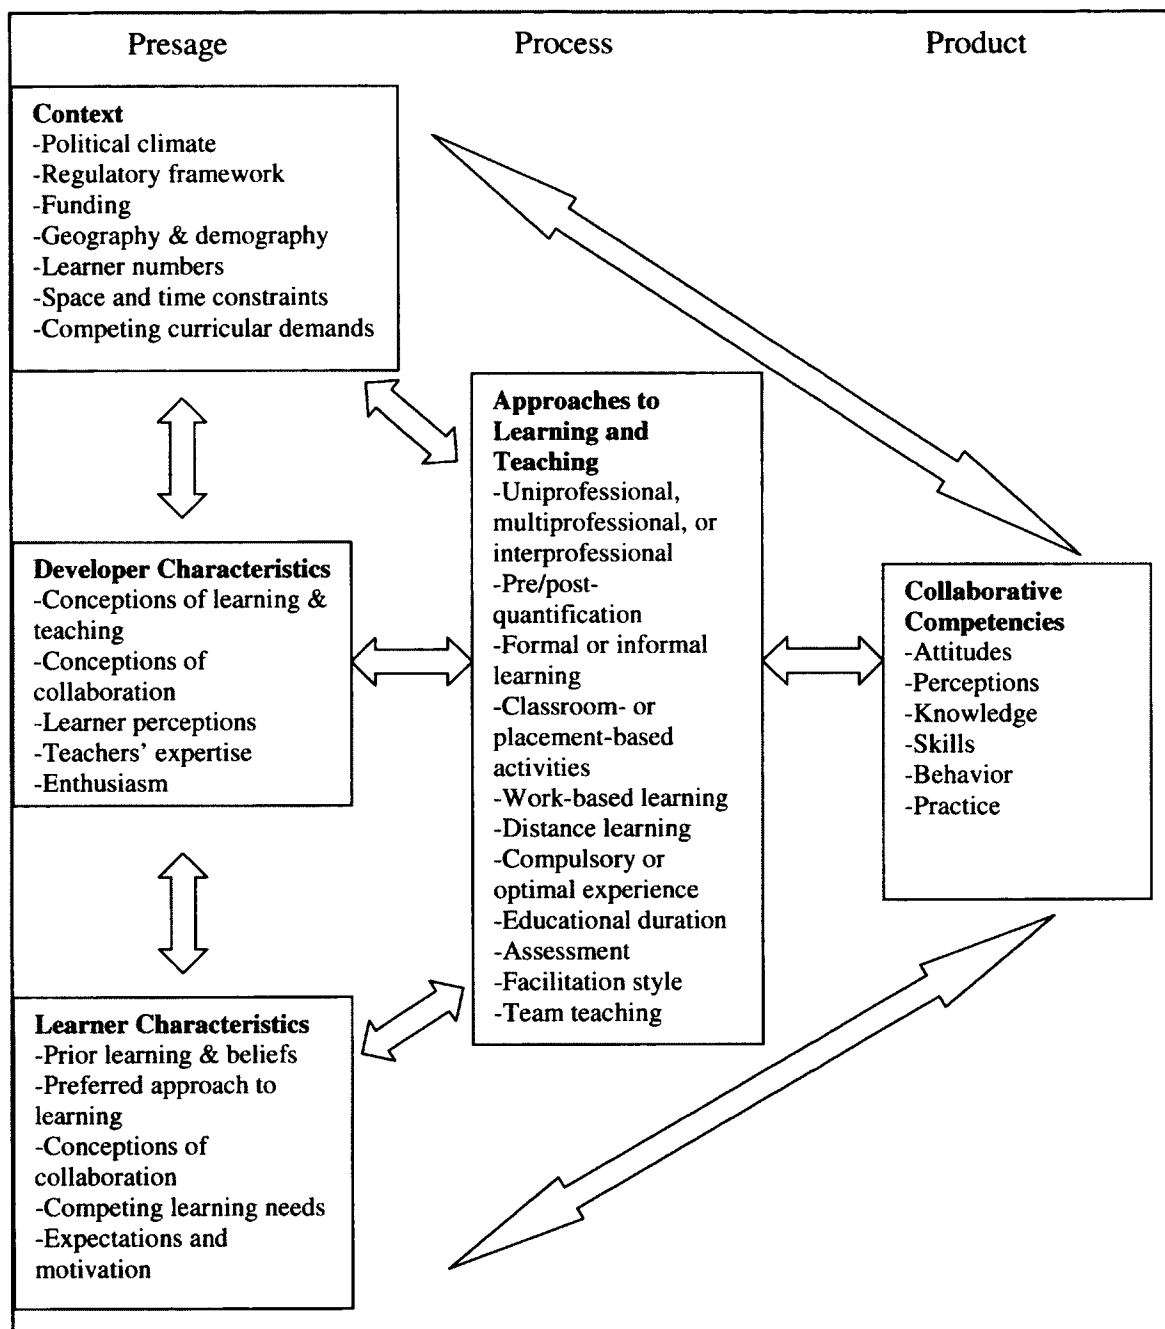 Presage
Process
Product
Context
-Political climate
-Regulatory framework
-Funding
-Geography & demography
-Learner numbers
-Space and time constraints
-Competing curricular demands
Developer Characteristics
-Conceptions of learning &
teaching
-Conceptions of
collaboration
-Learner perceptions
-Teachers' expertise
-Enthusiasm
Learner Characteristics
-Prior learning & beliefs
-Preferred approach to
learning
-Conceptions of
collaboration
-Competing learning needs
-Expectations and
motivation
Approaches to
Learning and
Teaching
-Uniprofessional,
multiprofessional, or
interprofessional
-Pre/post-
quantification
-Formal or informal
learning
-Classroom- or
placement-based
activities
-Work-based learning
-Distance learning
-Compulsory or
optimal experience
-Educational duration
-Assessment
-Facilitation style
-Team teaching
Collaborative
Competencies
-Attitudes
-Perceptions
-Knowledge
-Skills
-Behavior
-Practice